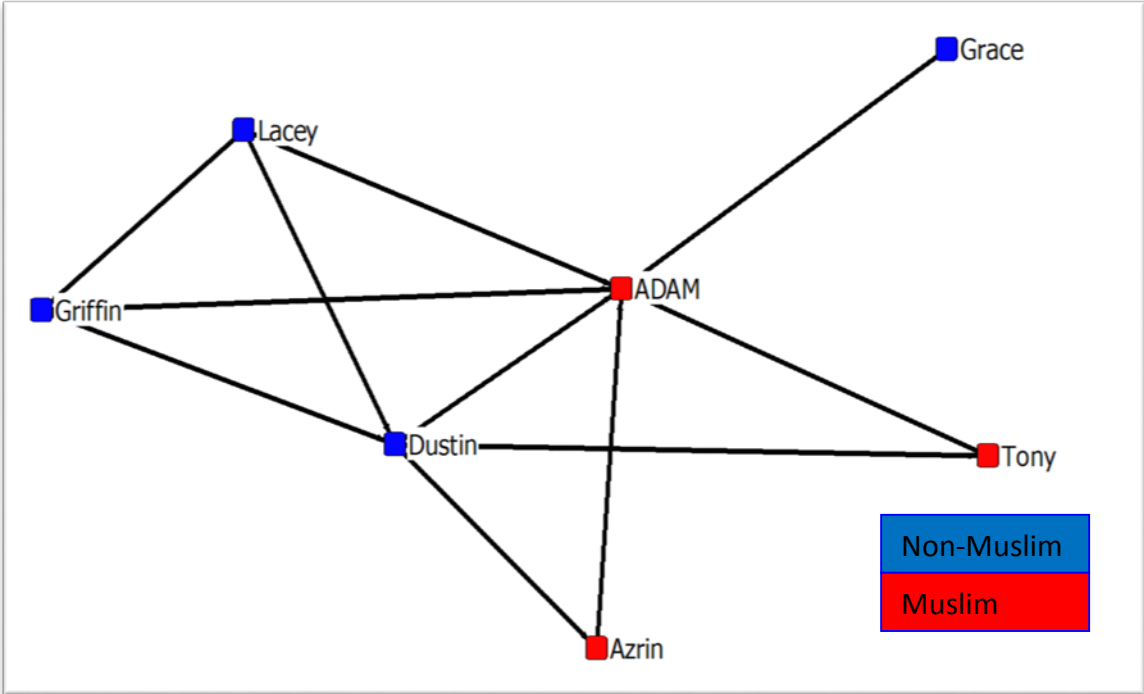 Grace
Lacey
ADAM
Griffin
Dustin
Tony
Non-Muslim
Muslim
Azrin